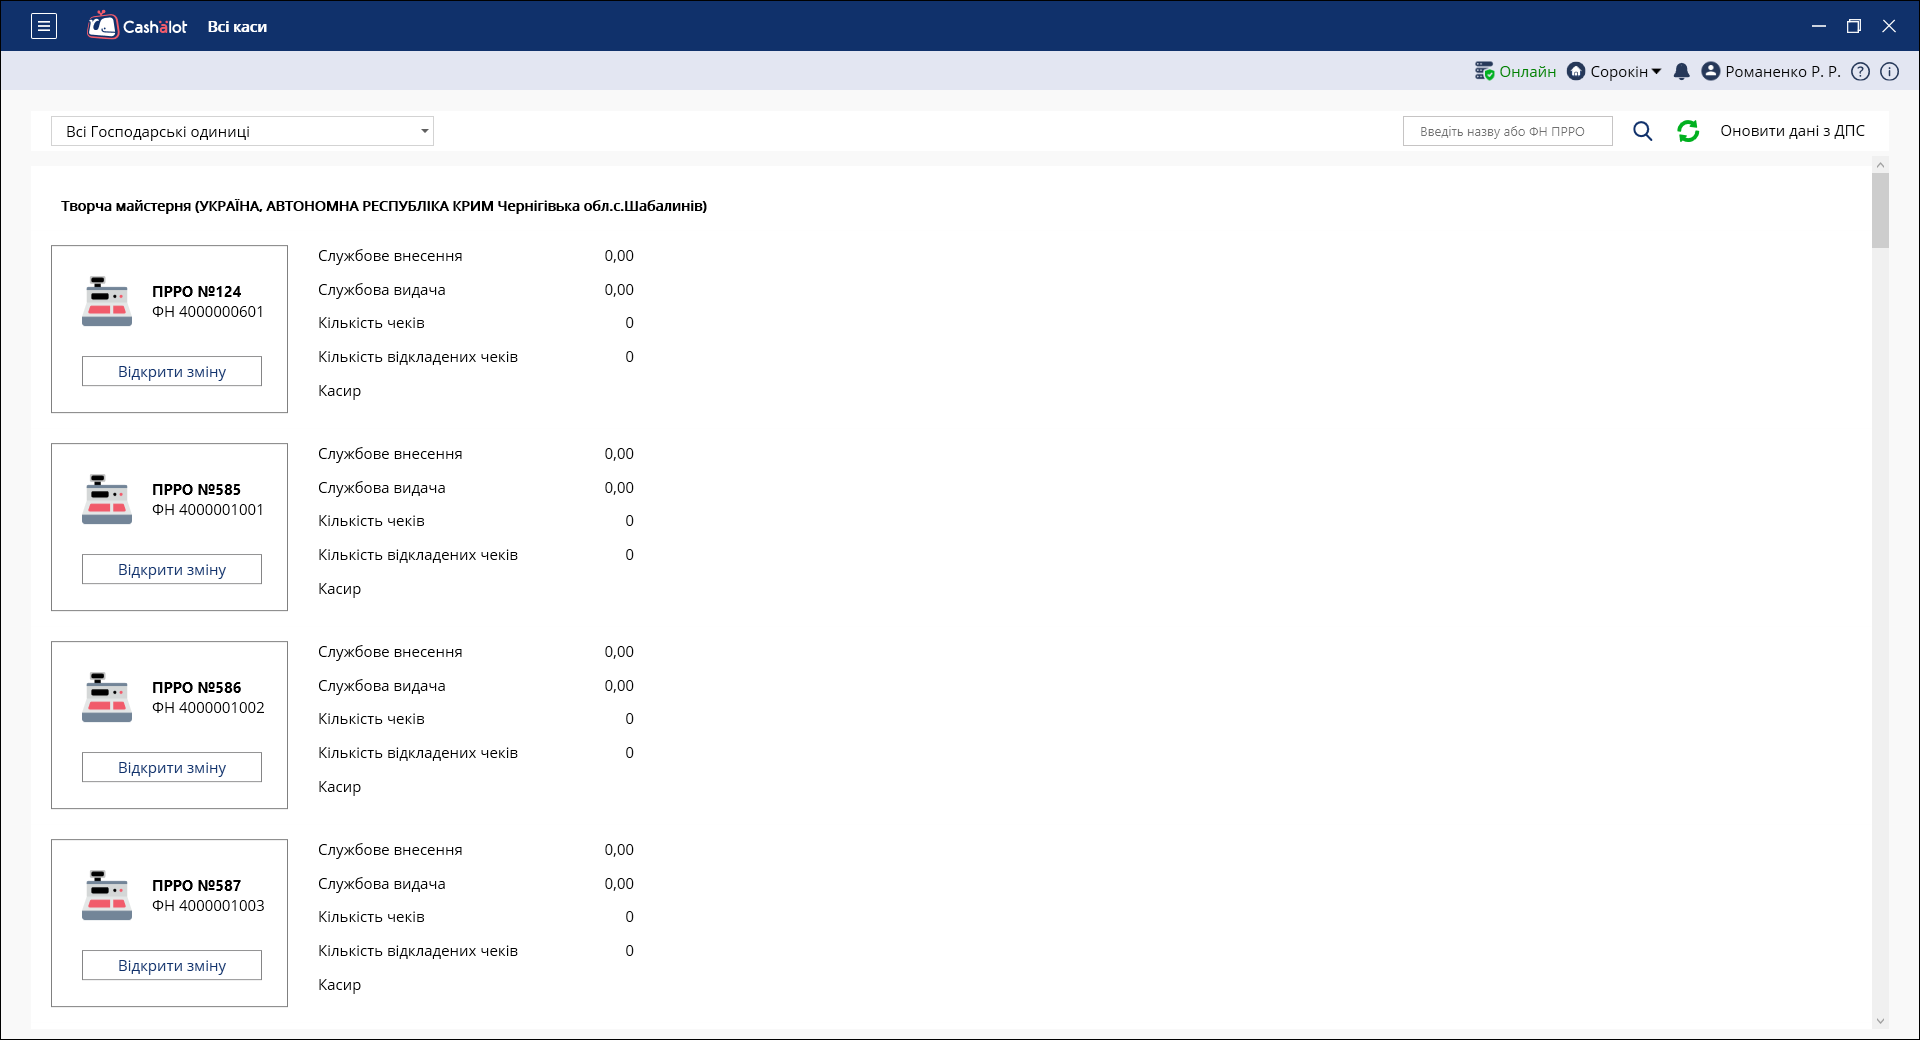 Cashalot Всі каси
Онлайн Сорокін Романенко Р. Р. ? i
Всі Господарські одиниці Введіть назву або ФН ПРРО Оновити дані з ДПС
Творча майстерня (УКРАЇНА, АВТОНОМНА РЕСПУБЛІКА КРИМ Чернігівька обл.с.Шабалинів)
ПРРО №124
ФН 4000000601
Відкрити зміну
Службове внесення 0,00
Службова видача 0,00
Кількість чеків 0
Кількість відкладених чеків 0
Касир
ПРРО №585
ФН 4000001001
Відкрити зміну
Службове внесення 0,00
Службова видача 0,00
Кількість чеків 0
Кількість відкладених чеків 0
Касир
ПРРО №586
ФН 4000001002
Відкрити зміну
Службове внесення 0,00
Службова видача 0,00
Кількість чеків 0
Кількість відкладених чеків 0
Касир
ПРРО №587
ФН 4000001003
Відкрити зміну
Службове внесення 0,00
Службова видача 0,00
Кількість чеків 0
Кількість відкладених чеків 0
Касир